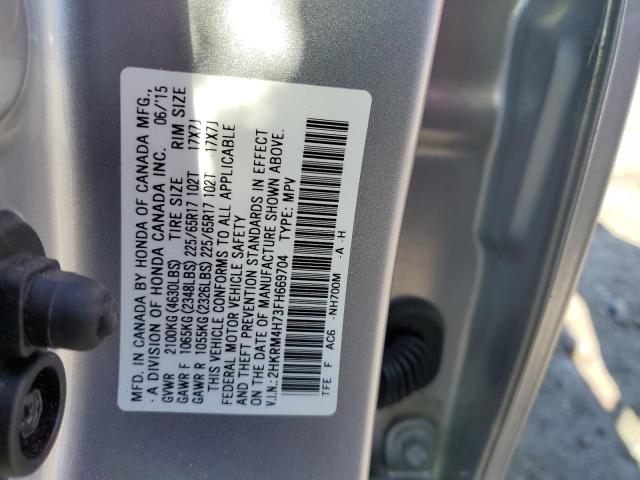 MFD. IN CANADA BY HONDA OF CANADA MFG.,
- A DIVISION OF HONDA CANADA INC. 06/'15
GVWR 2100KG (4630LBS) TIRE SIZE RIM SIZE
GAWR F 1065KG (2348LBS) 225/65R17 102T 17X7J
GAWR R 1055KG (2326LBS) 225/65R17 102T 17X7J
THIS VEHICLE CONFORMS TO ALL APPLICABLE
FEDERAL MOTOR VEHICLE SAFETY
AND THEFT PREVENTION STANDARDS IN EFFECT
ON THE DATE OF MANUFACTURE SHOWN ABOVE.
V.I.N.: 2HKRM4H73FH669704 TYPE: MPV
TFE F AC6 -NH700M -A -H